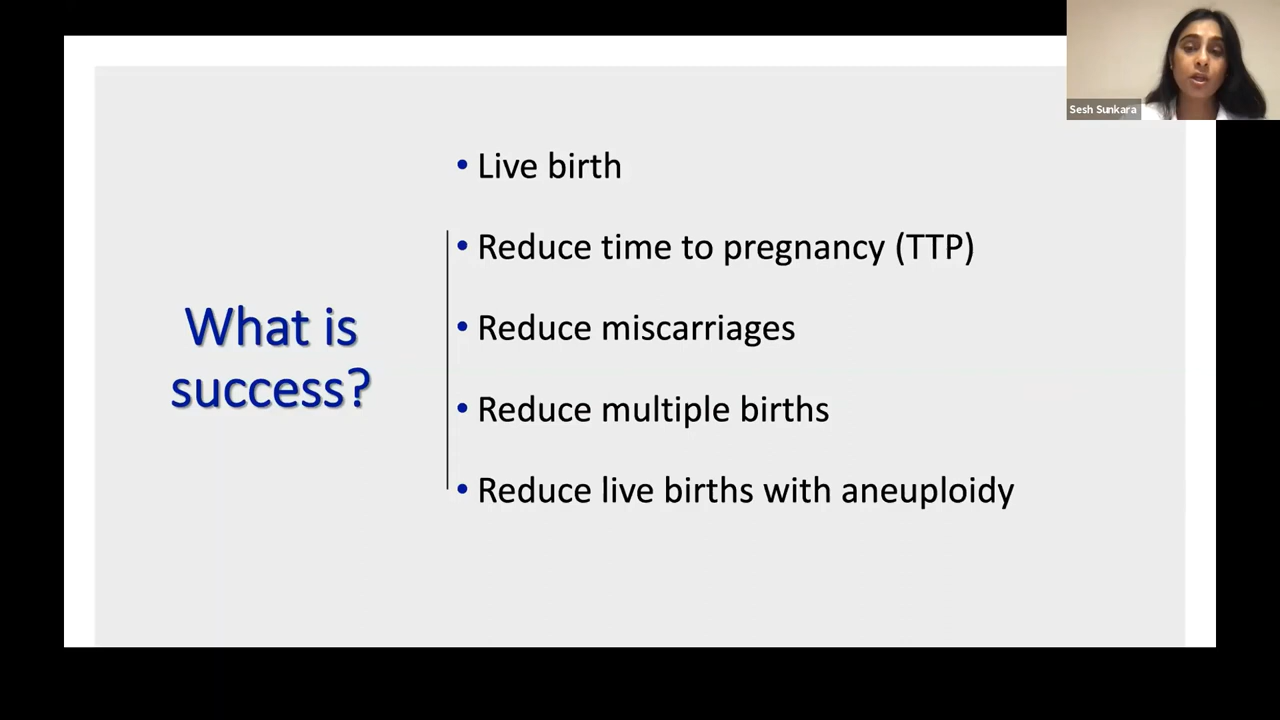 Sesh Sunkara
• Live birth
• Reduce time to pregnancy (TTP)
• Reduce miscarriages
• Reduce multiple births
• Reduce live births with aneuploidy
What is
success?